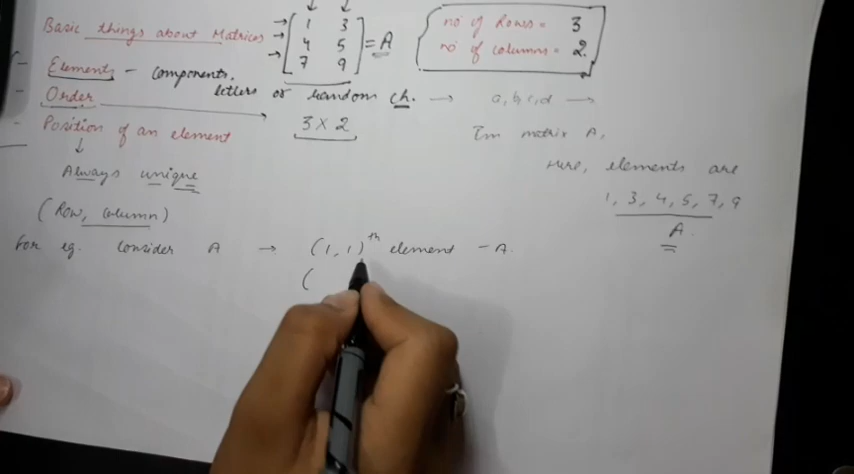 Basic things about Matrices
1 3
4 5 = A
7 9
no of Rows = 3
no of columns = 2
Elements - components.
letters or random ch. → a, b, c, d →
Order → 3 × 2
Position of an element
In matrix A,
Here, elements are
1, 3, 4, 5, 7, 9
A
↓
Always unique
(Row, column)
For eg. Consider A → (1, 1)th element - A.
(